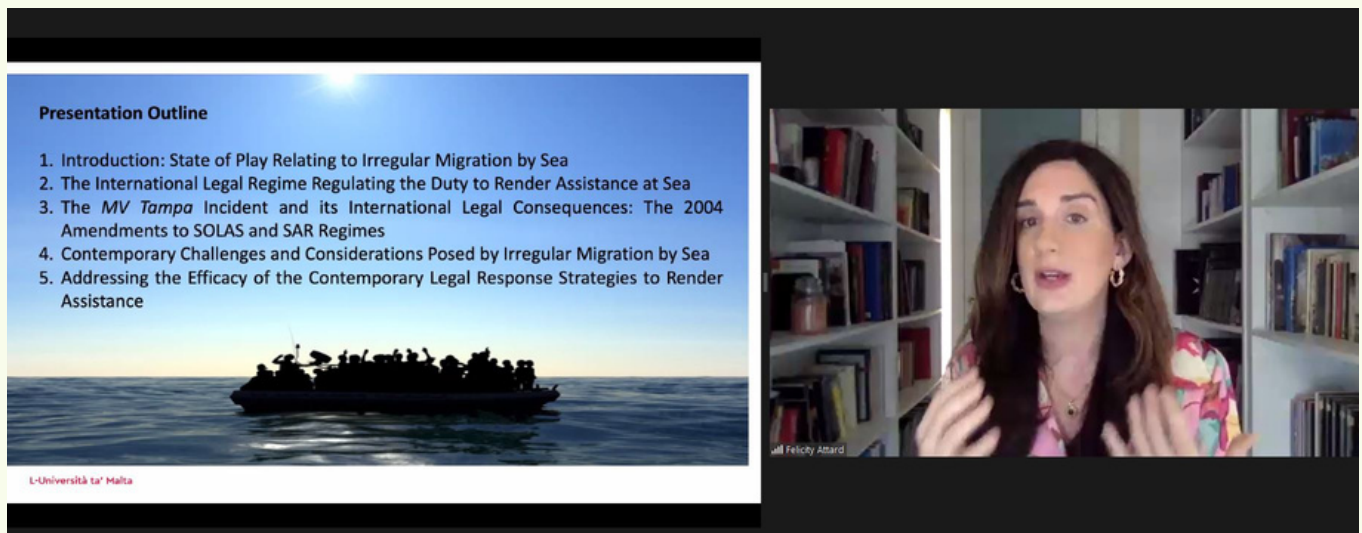 Presentation Outline
1. Introduction: State of Play Relating to Irregular Migration by Sea
2. The International Legal Regime Regulating the Duty to Render Assistance at Sea
3. The MV Tampa Incident and its International Legal Consequences: The 2004
Amendments to SOLAS and SAR Regimes
4. Contemporary Challenges and Considerations Posed by Irregular Migration by Sea
5. Addressing the Efficacy of the Contemporary Legal Response Strategies to Render
Assistance
L-Università ta' Malta
Felicity Attard